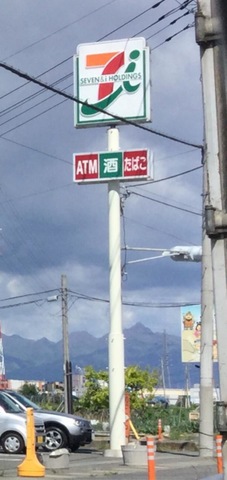 SEVEN & i HOLDINGS
ATM 酒 たばこ